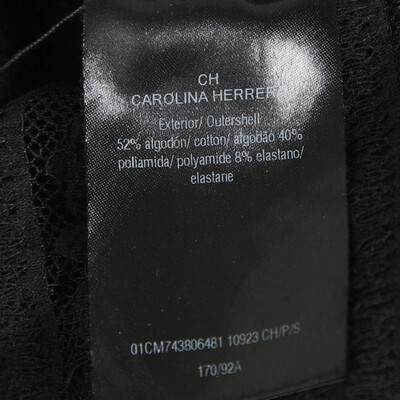 CH
CAROLINA HERRER
Exterior/ Outershell
52% algodón/ cotton/ algodão 40%
poliamida/ polyamide 8% elastano/
elastane
01CM743806481 10923 CH/P/S
170/92A